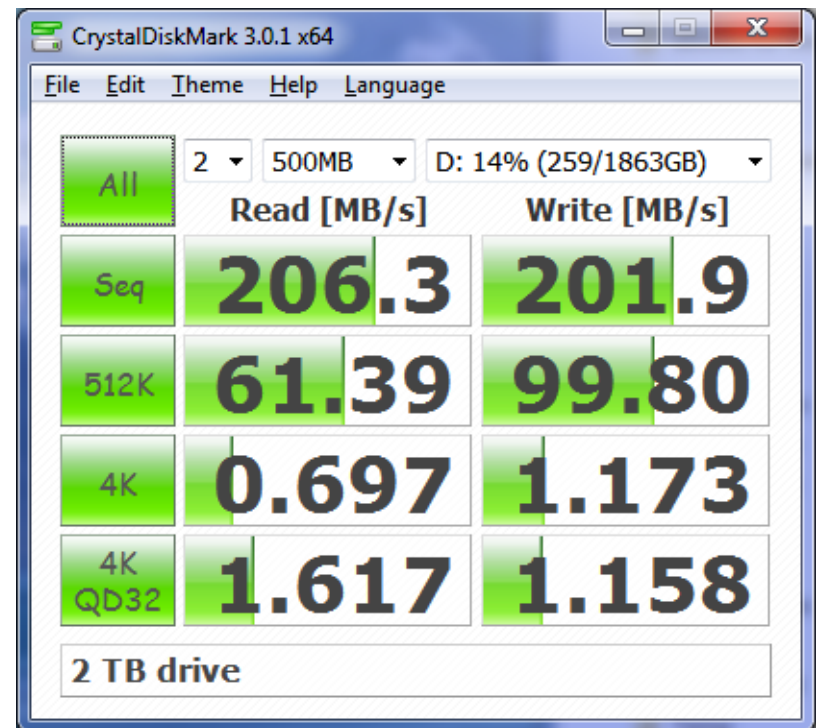 CrystalDiskMark 3.0.1 x64
File Edit Theme Help Language
All 2 500MB D: 14% (259/1863GB)
Read [MB/s] Write [MB/s]
Seq 206.3 201.9
512K 61.39 99.80
4K 0.697 1.173
4K
QD32 1.617 1.158
2 TB drive